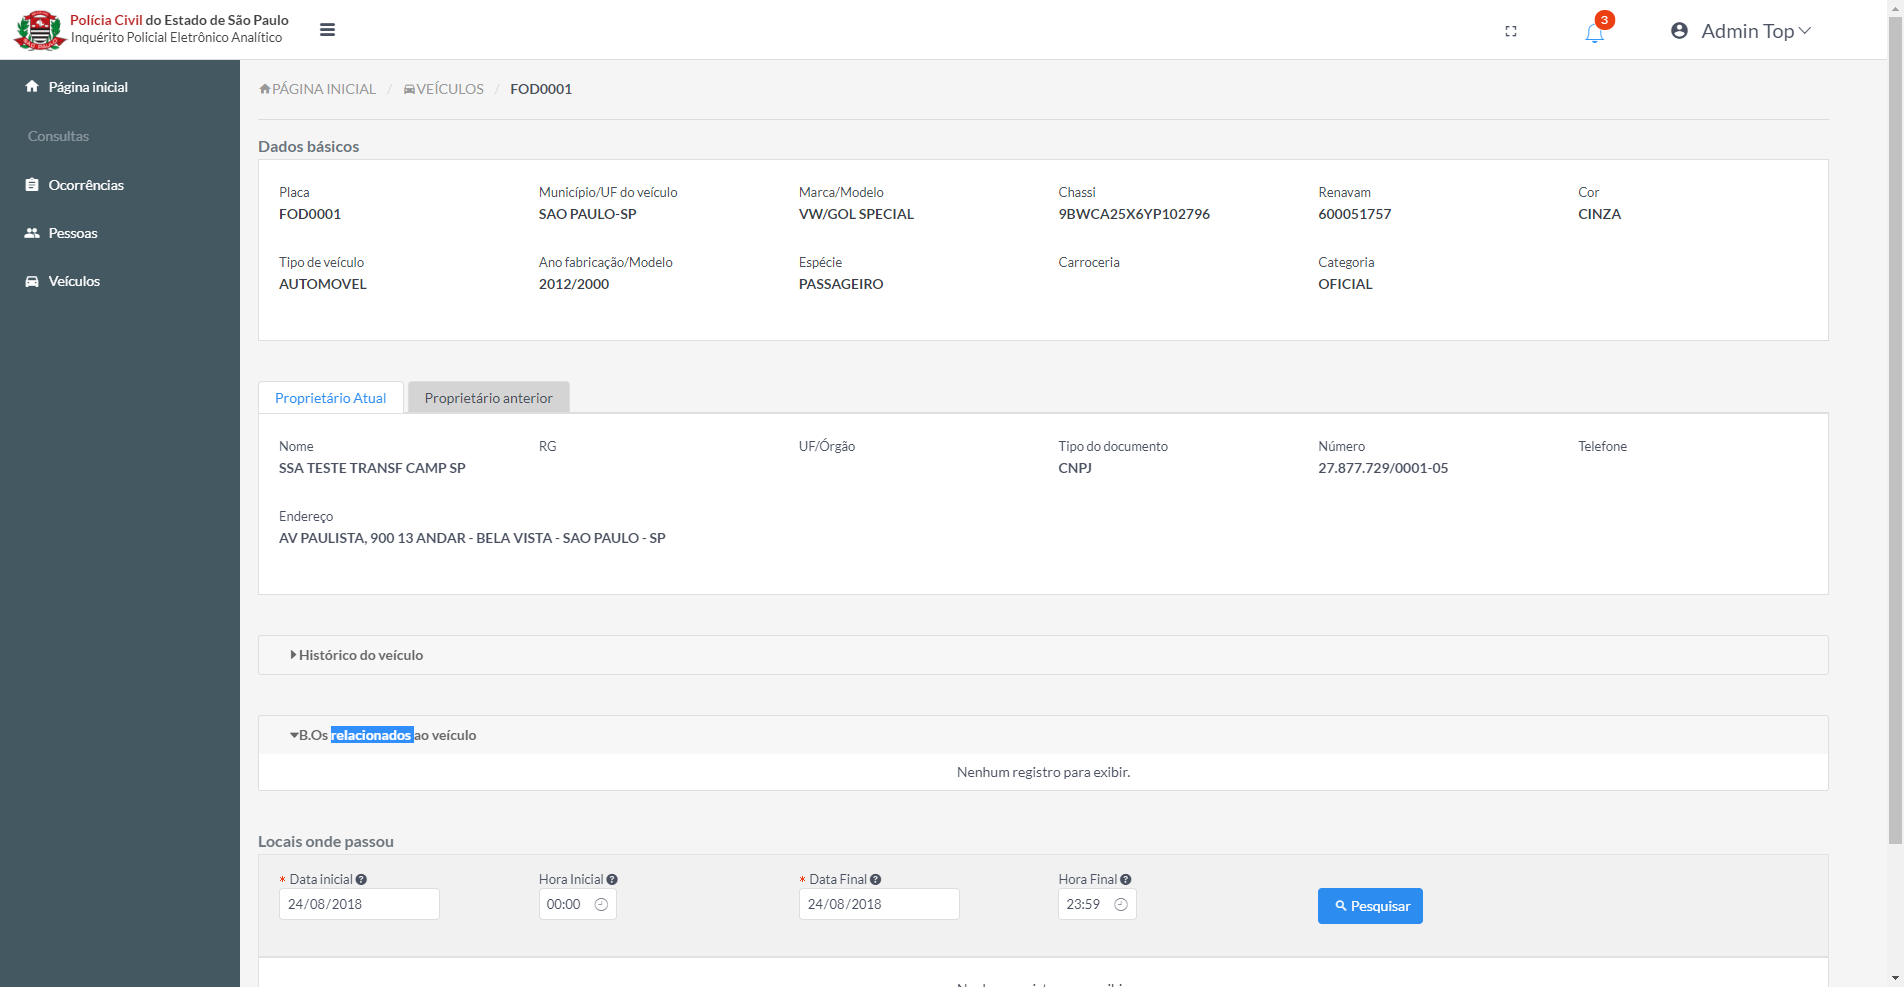 Polícia Civil do Estado de São Paulo
Inquérito Policial Eletrônico Analítico
3
Admin Top
Página inicial
Consultas
Ocorrências
Pessoas
Veículos
PÁGINA INICIAL / VEÍCULOS / FOD0001
Dados básicos
Placa Município/UF do veículo Marca/Modelo Chassi Renavam Cor
FOD0001 SAO PAULO-SP VW/GOL SPECIAL 9BWCA25X6YP102796 600051757 CINZA
Tipo de veículo Ano fabricação/Modelo Espécie Carroceria Categoria
AUTOMOVEL 2012/2000 PASSAGEIRO OFICIAL
Proprietário Atual Proprietário anterior
Nome RG UF/Órgão Tipo do documento Número Telefone
SSA TESTE TRANSF CAMP SP CNPJ 27.877.729/0001-05
Endereço
AV PAULISTA, 900 13 ANDAR - BELA VISTA - SAO PAULO - SP
Histórico do veículo
B.Os relacionados ao veículo
Nenhum registro para exibir.
Locais onde passou
* Data inicial Hora Inicial * Data Final Hora Final
24/08/2018 00:00 24/08/2018 23:59 Pesquisar